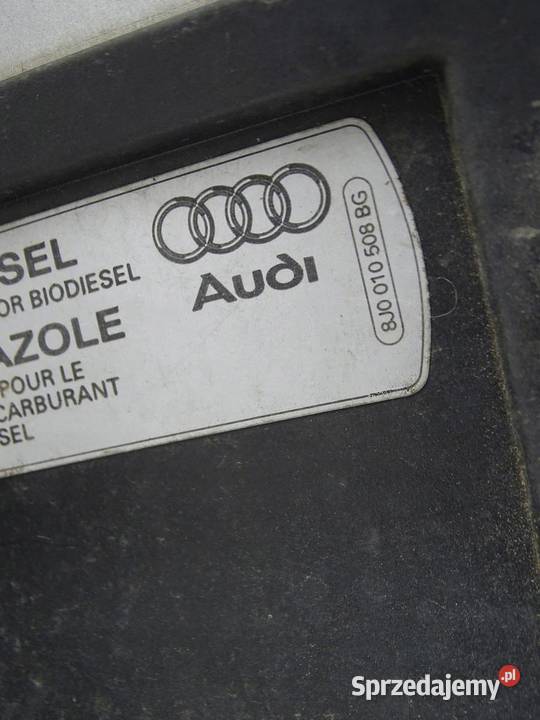 SEL
OR BIODIESEL
AZOLE
POUR LE
CARBURANT
SEL
Audi
8J0 010 508 BG
Sprzedajemy.pl